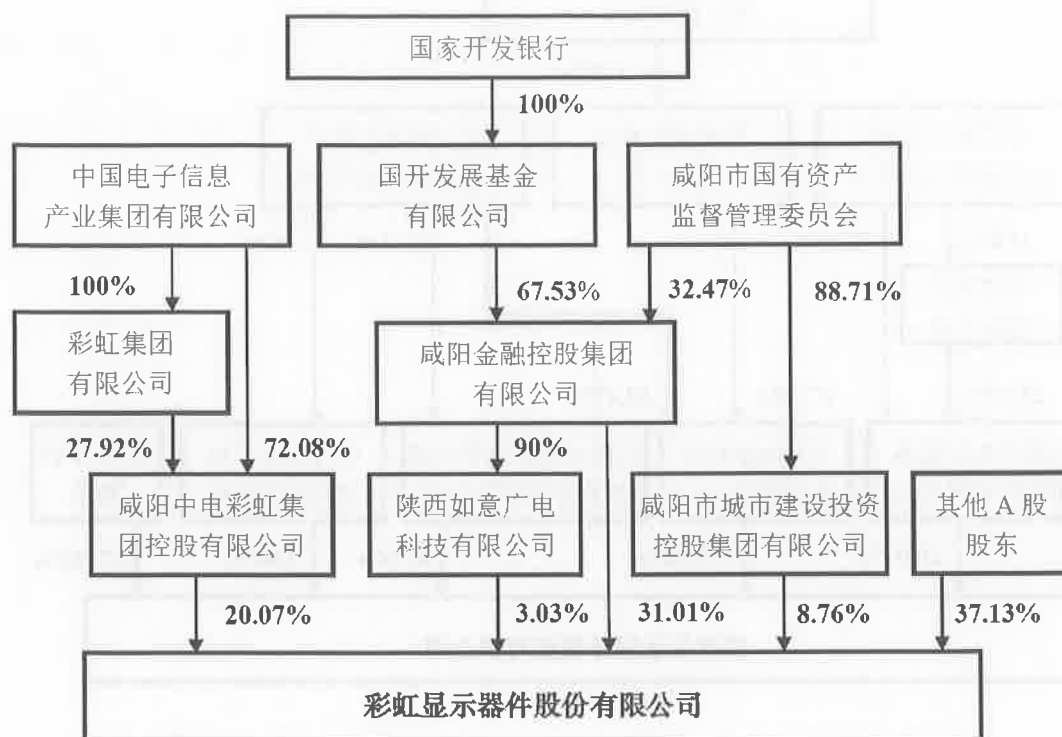 国家开发银行
100%
中国电子信息
产业集团有限公司
国开发展基金
有限公司
咸阳市国有资产
监督管理委员会
100%
67.53%
32.47%
88.71%
彩虹集团
有限公司
咸阳金融控股集团
有限公司
27.92%
72.08%
90%
咸阳中电彩虹集
团控股有限公司
陕西如意广电
科技有限公司
咸阳市城市建设投资
控股集团有限公司
其他 A 股
股东
20.07%
3.03%
31.01%
8.76%
37.13%
彩虹显示器件股份有限公司